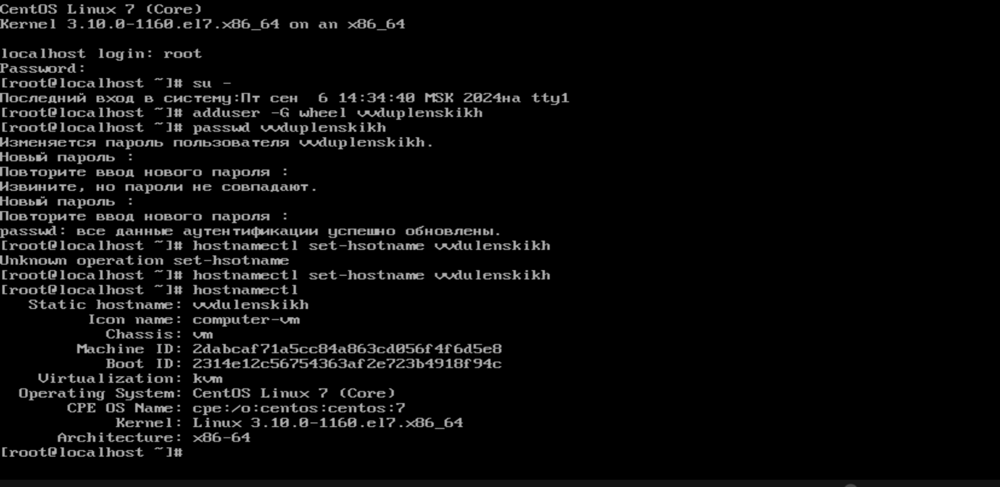 CentOS Linux 7 (Core)
Kernel 3.10.0-1160.el7.x86_64 on an x86_64
localhost login: root
Password:
[root@localhost ~]# su -
Последний вход в систему:Пт сен  6 14:34:40 MSK 2024на tty1
[root@localhost ~]# adduser -G wheel vvduplenskikh
[root@localhost ~]# passwd vvduplenskikh
Изменяется пароль пользователя vvduplenskikh.
Новый пароль :
Повторите ввод нового пароля :
Извините, но пароли не совпадают.
Новый пароль :
Повторите ввод нового пароля :
passwd: все данные аутентификации успешно обновлены.
[root@localhost ~]# hostnamectl set-hsotname vvdulenskikh
Unknown operation set-hsotname
[root@localhost ~]# hostnamectl set-hostname vvdulenskikh
[root@localhost ~]# hostnamectl
Static hostname: vvdulenskikh
Icon name: computer-vm
Chassis: vm
Machine ID: 2dabcaf71a5cc84a863cd056f4f6d5e8
Boot ID: 2314e12c56754363af2e723b4918f94c
Virtualization: kvm
Operating System: CentOS Linux 7 (Core)
CPE OS Name: cpe:/o:centos:centos:7
Kernel: Linux 3.10.0-1160.el7.x86_64
Architecture: x86-64
[root@localhost ~]#